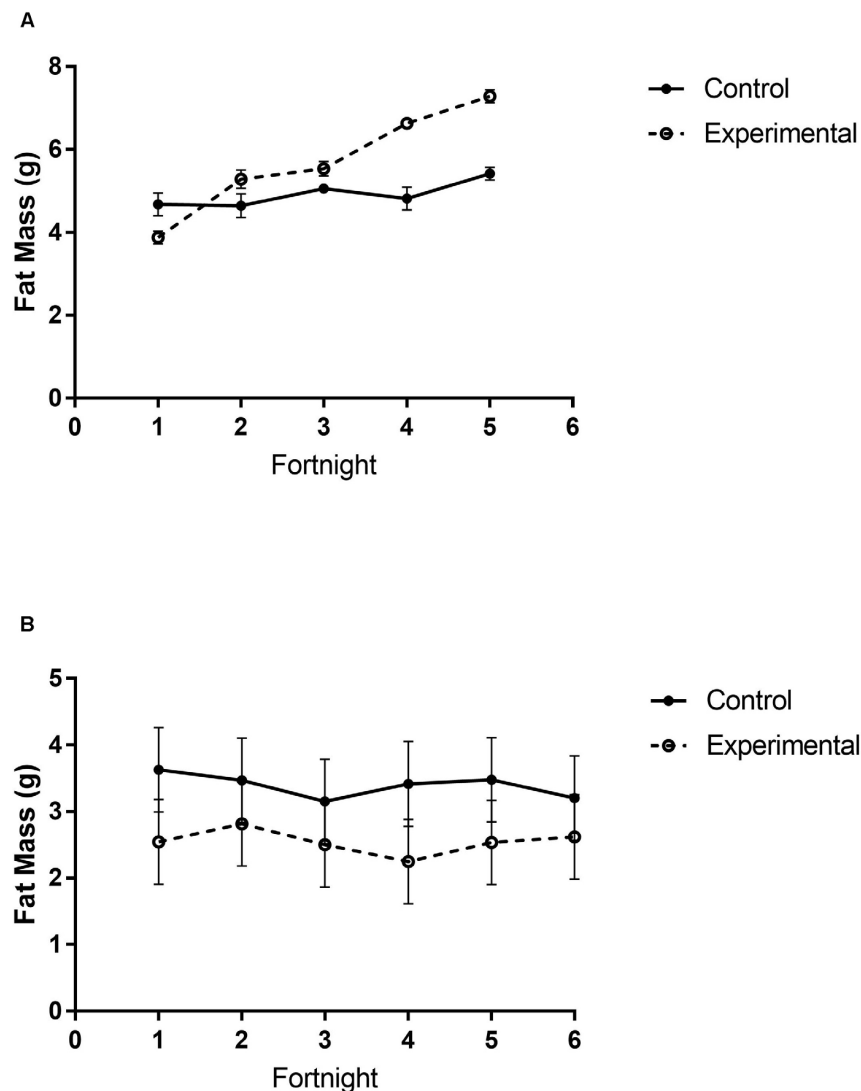 A
8
6
4
2
0
Fat Mass (g)
0 1 2 3 4 5 6
Fortnight
Control
Experimental
B
5
4
3
2
1
0
Fat Mass (g)
0 1 2 3 4 5 6
Fortnight
Control
Experimental